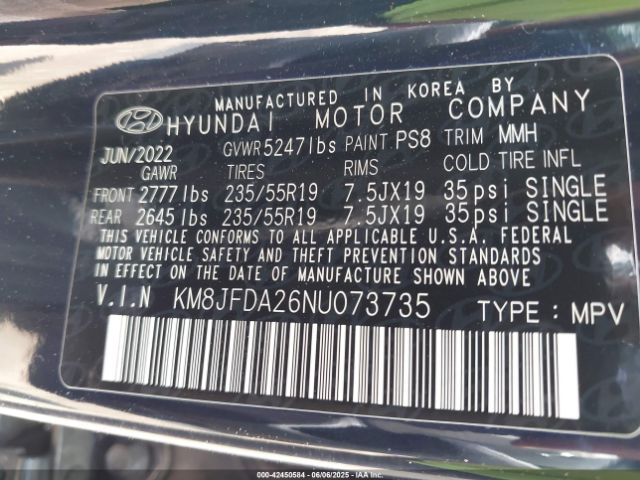 MANUFACTURED IN KOREA BY
HYUNDAI MOTOR COMPANY
JUN/2022 GVWR 5247lbs PAINT PS8 TRIM MMH
GAWR TIRES RIMS COLD TIRE INFL
FRONT 2777lbs 235/55R19 7.5JX19 35psi SINGLE
REAR 2645lbs 235/55R19 7.5JX19 35psi SINGLE
THIS VEHICLE CONFORMS TO ALL APPLICABLE U.S.A. FEDERAL
MOTOR VEHICLE SAFETY AND THEFT PREVENTION STANDARDS
IN EFFECT ON THE DATE OF MANUFACTURE SHOWN ABOVE
V.I.N KM8JFDA26NU073735 TYPE: MPV
000-42450584 - 06/06/2025 - IAAI.COM